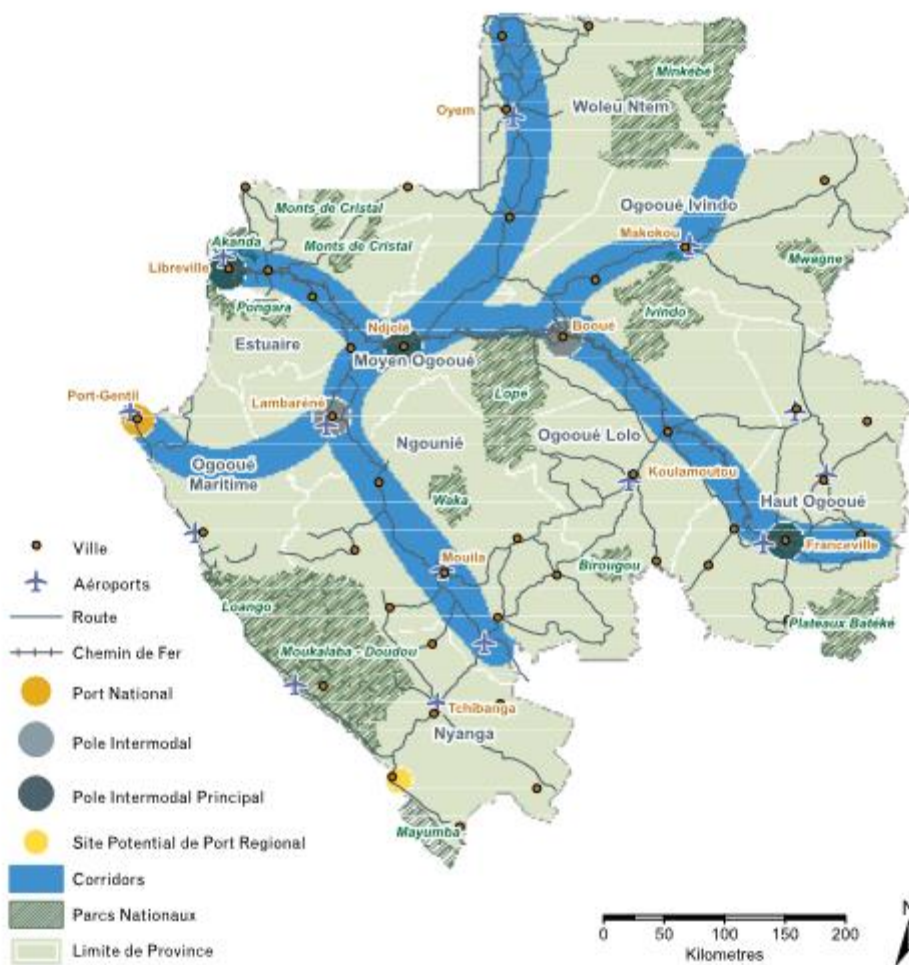 Minkébé
Oyem
Woleu Ntem
Monts de Cristal
Ogooué Ivindo
Akanda
Monts de Cristal
Makokou
Mwagne
Libreville
Pongara
Ivindo
Ndjolé
Booué
Estuaire
Moyen Ogooué
Port-Gentil
Lopé
Lambaréné
Ngounié
Ogooué Lolo
Ogooué
Maritime
Koulamoutou
Waka
Haut Ogooué
Franceville
Mouila
Birougou
Loango
Plateaux Batéké
Moukalaba - Doudou
Tchibanga
Nyanga
Mayumba
Ville
Aéroports
Route
Chemin de Fer
Port National
Pole Intermodal
Pole Intermodal Principal
Site Potential de Port Regional
Corridors
Parcs Nationaux
Limite de Province
N
0 50 100 150 200
Kilometres